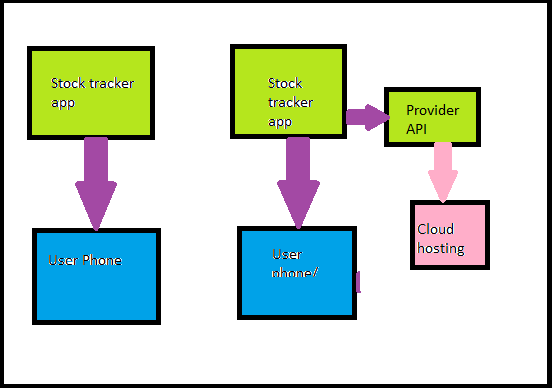 Stock tracker
app
User Phone
Stock
tracker
app
User
phone/
Provider
API
Cloud
hosting